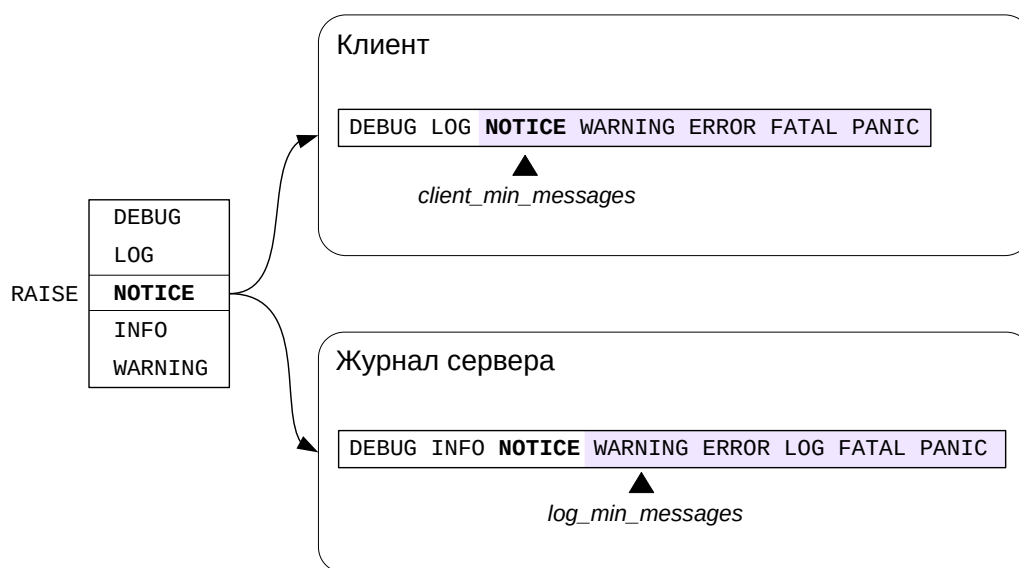 Клиент
DEBUG LOG NOTICE WARNING ERROR FATAL PANIC
client_min_messages
DEBUG
LOG
RAISE NOTICE
INFO
WARNING
Журнал сервера
DEBUG INFO NOTICE WARNING ERROR LOG FATAL PANIC
log_min_messages